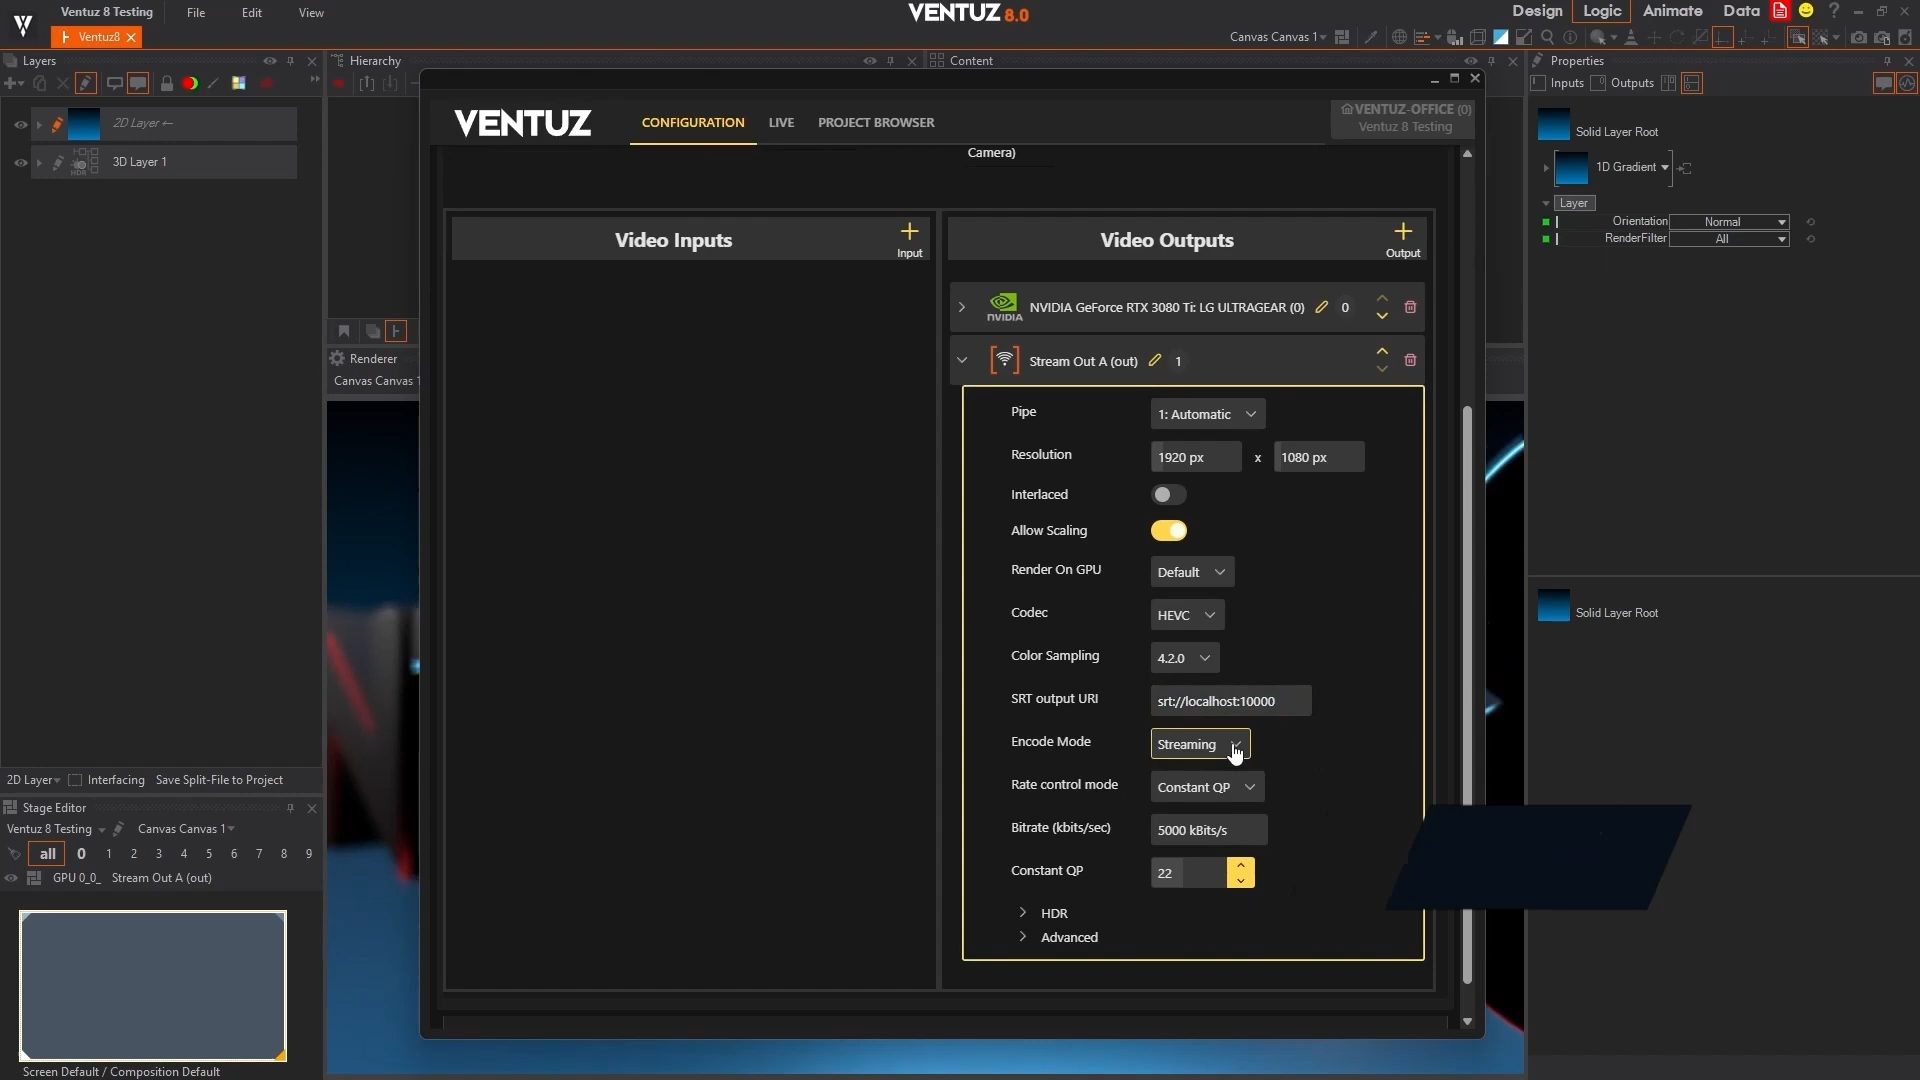 Ventuz 8 Testing File Edit View VENTUZ 8.0 Design Logic Animate Data ?
Ventuz8 Canvas Canvas 1
Layers Hierarchy Content Properties
Inputs Outputs
2D Layer
3D Layer 1
HDR
VENTUZ CONFIGURATION LIVE PROJECT BROWSER VENTUZ-OFFICE (0)
Ventuz 8 Testing
Camera)
Video Inputs
Input
Video Outputs
Output
NVIDIA NVIDIA GeForce RTX 3080 Ti: LG ULTRAGEAR (0) 0
Stream Out A (out) 1
Pipe 1: Automatic
Resolution 1920 px x 1080 px
Interlaced
Allow Scaling
Render On GPU Default
Codec HEVC
Color Sampling 4.2.0
SRT output URI srt://localhost:10000
Encode Mode Streaming
Rate control mode Constant QP
Bitrate (kbits/sec) 5000 kBits/s
Constant QP 22
HDR
Advanced
Renderer
Canvas Canvas 1
Solid Layer Root
1D Gradient
Layer
Orientation Normal
RenderFilter All
Solid Layer Root
2D Layer Interfacing Save Split-File to Project
Stage Editor
Ventuz 8 Testing Canvas Canvas 1
all 0 1 2 3 4 5 6 7 8 9
GPU 0_0_ Stream Out A (out)
Screen Default / Composition Default